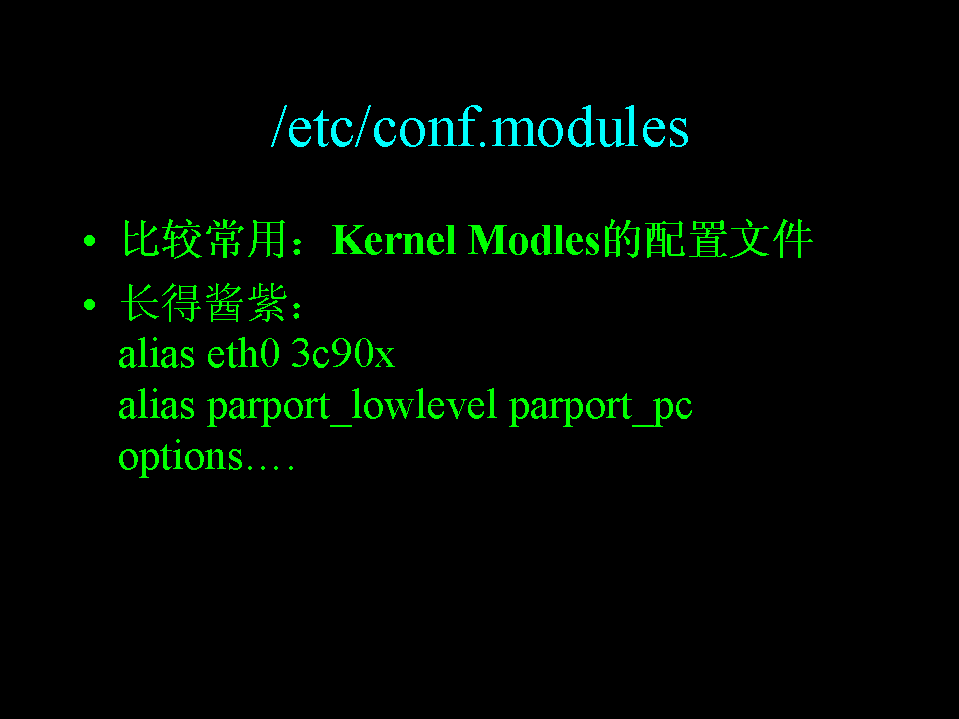 /etc/conf.modules
• 比较常用：Kernel Modles的配置文件
• 长得酱紫：
alias eth0 3c90x
alias parport_lowlevel parport_pc
options….